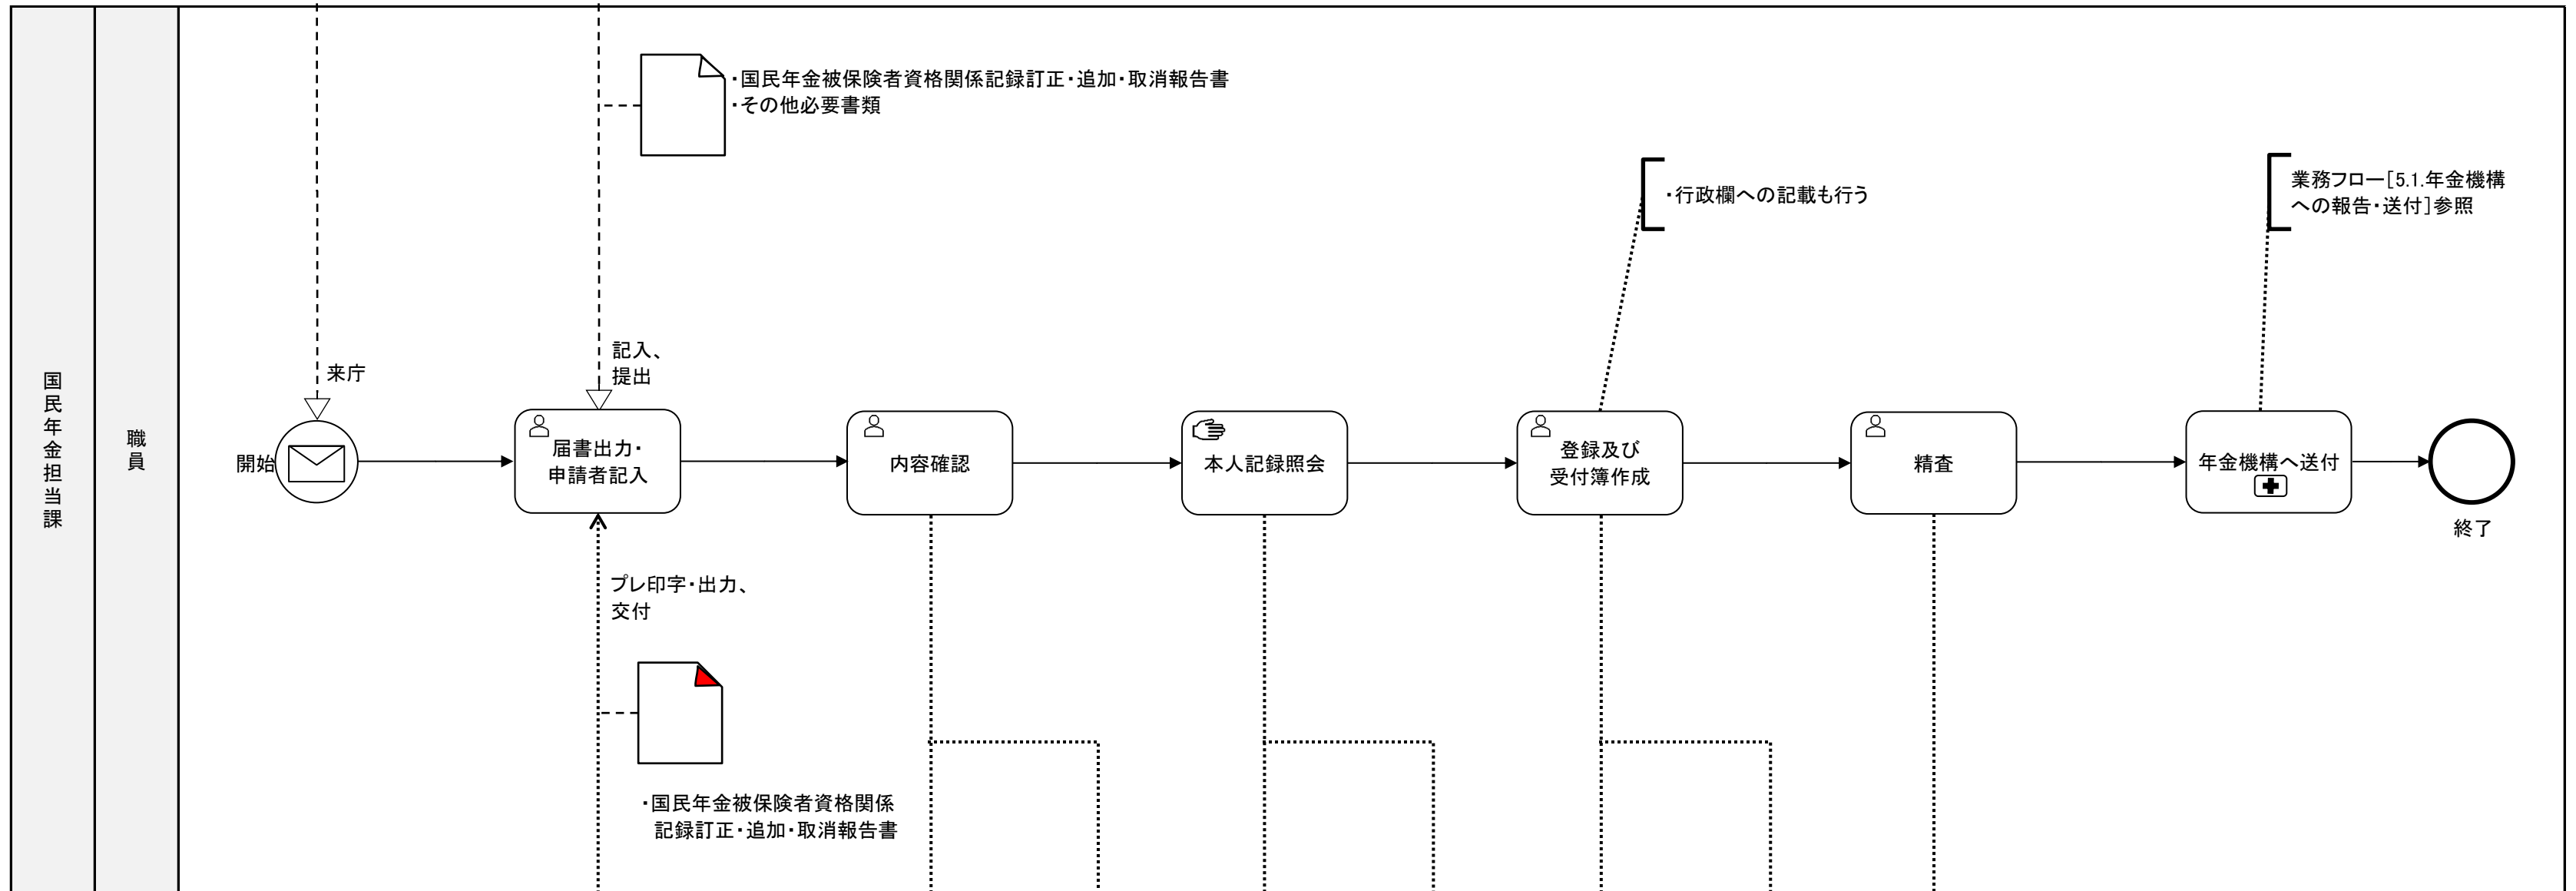 国民年金担当課
職員
・国民年金被保険者資格関係記録訂正・追加・取消報告書
・その他必要書類
・行政欄への記載も行う
業務フロー[5.1.年金機構
への報告・送付]参照
来庁
記入、
提出
開始
届書出力・
申請者記入
内容確認
本人記録照会
登録及び
受付簿作成
精査
年金機構へ送付
終了
プレ印字・出力、
交付
・国民年金被保険者資格関係
記録訂正・追加・取消報告書